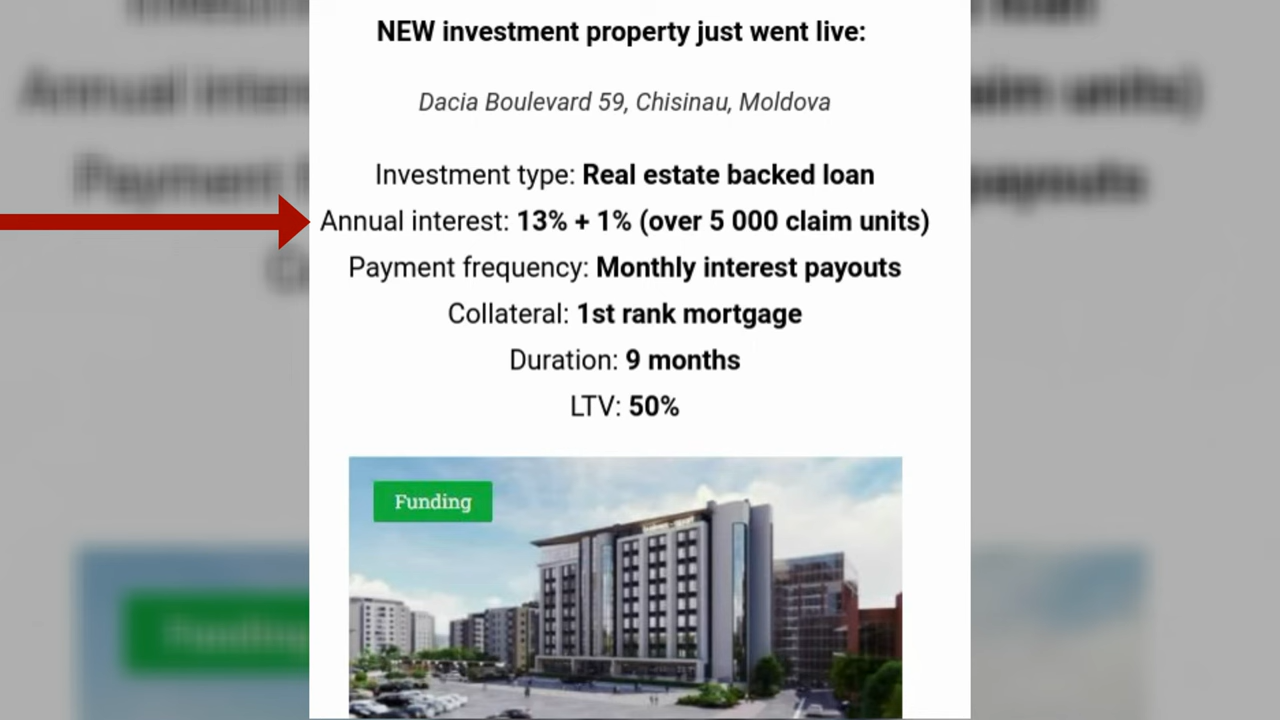 NEW investment property just went live:
Dacia Boulevard 59, Chisinau, Moldova
Investment type: Real estate backed loan
Annual interest: 13% + 1% (over 5 000 claim units)
Payment frequency: Monthly interest payouts
Collateral: 1st rank mortgage
Duration: 9 months
LTV: 50%
Funding